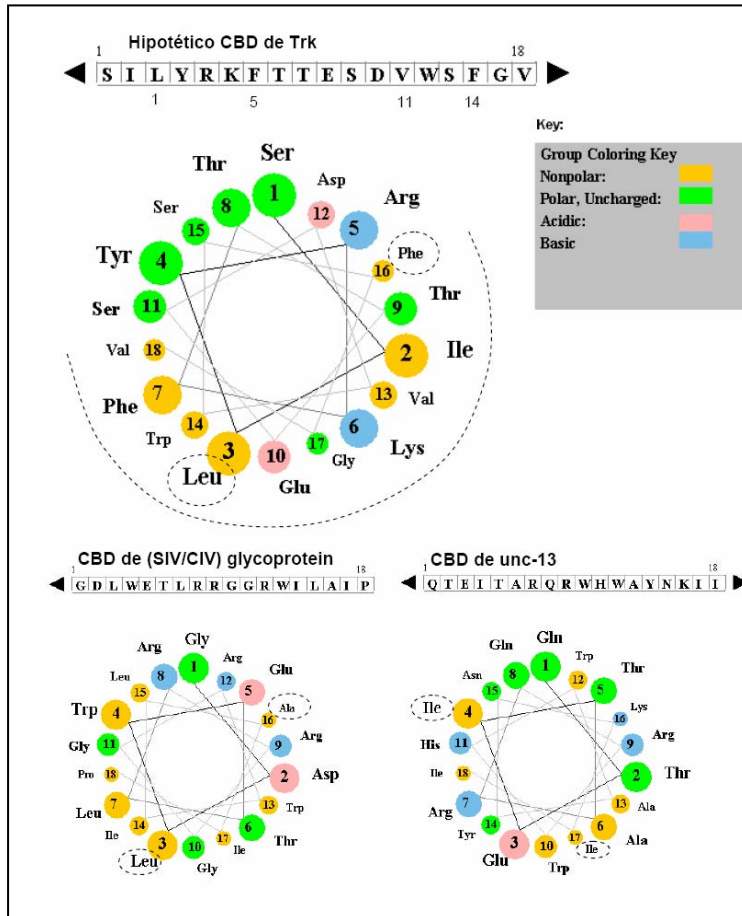 Hipotético CBD de Trk
1 18
S I L Y R K F T T E S D V W S F G V
1 5 11 14
Key:
Group Coloring Key
Nonpolar:
Polar, Uncharged:
Acidic:
Basic
Ser
1
Thr
8
Asp
12
Arg
5
Ser
15
Phe
16
Tyr
4
Thr
9
Ser
11
Ile
2
Val
18
Val
13
Phe
7
Trp
14
Lys
6
Leu
3
Glu
10
Gly
17
CBD de (SIV/CIV) glycoprotein
1 18
G D L W E T L R R G G R W I L A I P
Gly
1
Arg
8
Arg
12
Glu
5
Leu
15
Ala
16
Trp
4
Arg
9
Gly
11
Asp
2
Pro
18
Trp
13
Leu
7
Ile
14
Thr
6
Leu
3
Gly
10
Ile
17
CBD de unc-13
1 18
Q T E I T A R Q R W H W A Y N K I I
Gln
1
Gln
8
Trp
12
Thr
5
Asn
15
Lys
16
Ile
4
Arg
9
His
11
Thr
2
Ile
18
Ala
13
Arg
7
Tyr
14
Ala
6
Glu
3
Trp
10
Ile
17